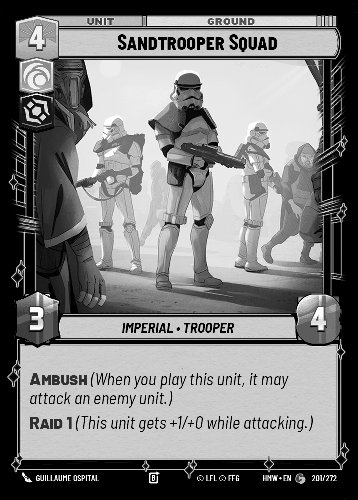 UNIT
GROUND
4
SANDTROOPER SQUAD
3
IMPERIAL • TROOPER
4
AMBUSH (When you play this unit, it may
attack an enemy unit.)
RAID 1 (This unit gets +1/+0 while attacking.)
GUILLAUME OSPITAL
© LFL © FFG
HMW • EN
201/272